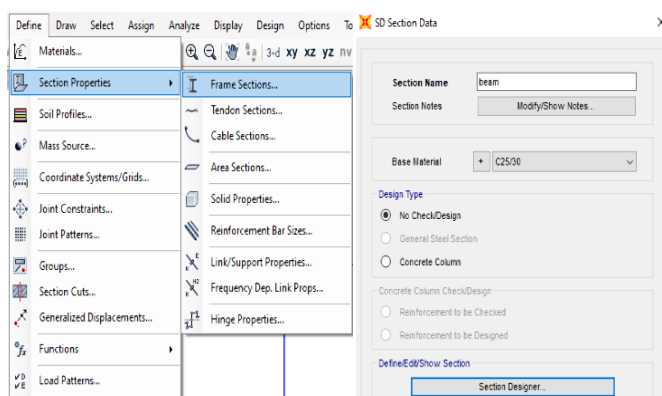 Define Draw Select Assign Analyze Display Design Options To
Materials...
3-d xy xz yz nv
Section Properties
Frame Sections...
Soil Profiles...
Tendon Sections...
Mass Source...
Cable Sections...
Coordinate Systems/Grids...
Area Sections...
Joint Constraints...
Solid Properties...
Joint Patterns...
Reinforcement Bar Sizes...
Groups...
Link/Support Properties...
Section Cuts...
Frequency Dep. Link Props...
Generalized Displacements...
Hinge Properties...
Functions
Load Patterns...
SD Section Data
Section Name beam
Section Notes Modify/Show Notes...
Base Material + C25/30
Design Type
No Check/Design
General Steel Section
Concrete Column
Concrete Column Check/Design
Reinforcement to be Checked
Reinforcement to be Designed
Define/Edit/Show Section
Section Designer...